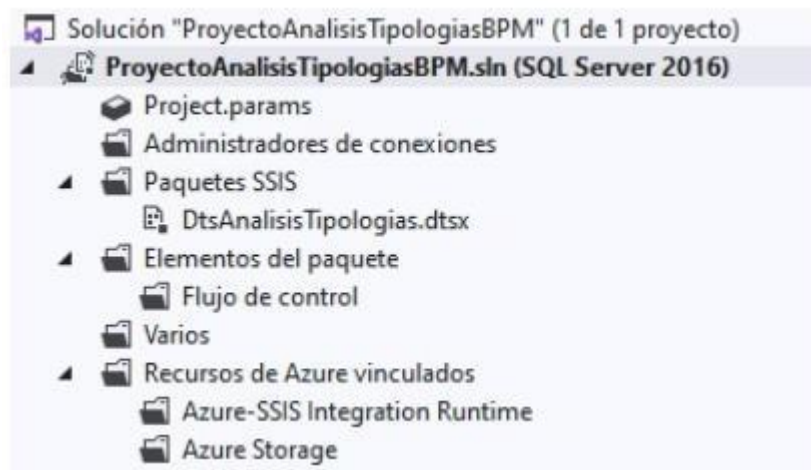 Solución "ProyectoAnalisisTipologiasBPM" (1 de 1 proyecto)
ProyectoAnalisisTipologiasBPM.sln (SQL Server 2016)
Project.params
Administradores de conexiones
Paquetes SSIS
DtsAnalisisTipologias.dtsx
Elementos del paquete
Flujo de control
Varios
Recursos de Azure vinculados
Azure-SSIS Integration Runtime
Azure Storage